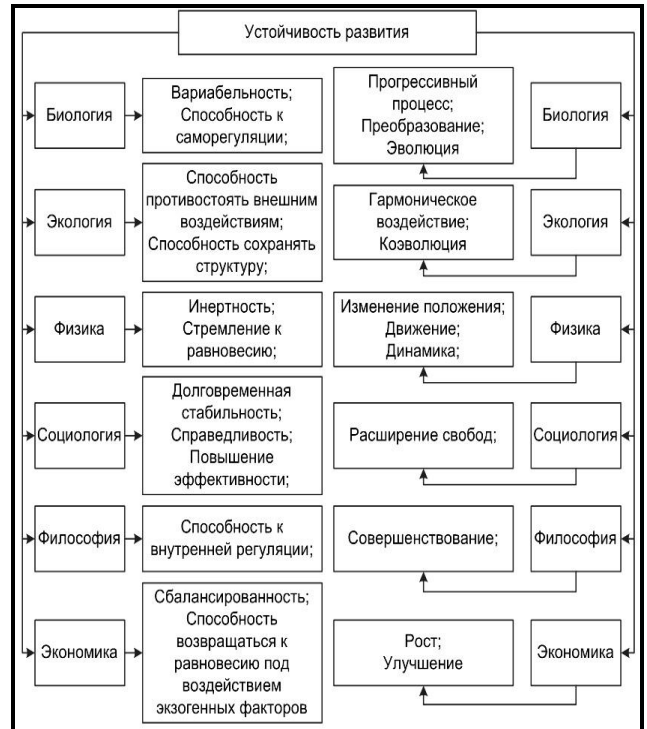 Устойчивость развития
Биология
Вариабельность;
Способность к
саморегуляции;
Прогрессивный
процесс;
Преобразование;
Эволюция
Биология
Экология
Способность
противостоять внешним
воздействиям;
Способность сохранять
структуру;
Гармоническое
воздействие;
Коэволюция
Экология
Физика
Инертность;
Стремление к
равновесию;
Изменение положения;
Движение;
Динамика;
Физика
Социология
Долговременная
стабильность;
Справедливость;
Повышение
эффективности;
Расширение свобод;
Социология
Философия
Способность к
внутренней регуляции;
Совершенствование;
Философия
Экономика
Сбалансированность;
Способность
возвращаться к
равновесию под
воздействием
экзогенных факторов
Рост;
Улучшение
Экономика